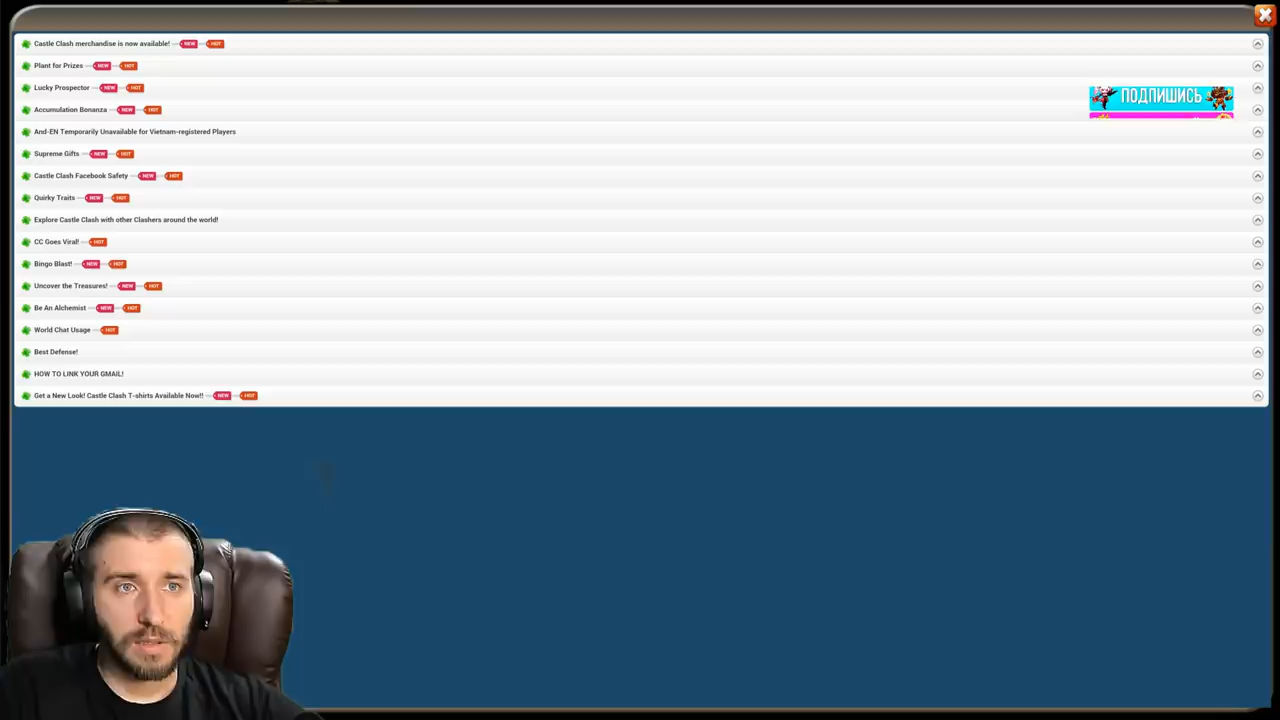 Castle Clash merchandise is now available! NEW HOT
Plant for Prizes NEW HOT
Lucky Prospector NEW HOT
ПОДПИШИСЬ
Accumulation Bonanza NEW HOT
And-EN Temporarily Unavailable for Vietnam-registered Players
Supreme Gifts NEW HOT
Castle Clash Facebook Safety NEW HOT
Quirky Traits NEW HOT
Explore Castle Clash with other Clashers around the world!
CC Goes Viral! HOT
Bingo Blast! NEW HOT
Uncover the Treasures! NEW HOT
Be An Alchemist NEW HOT
World Chat Usage HOT
Best Defense!
HOW TO LINK YOUR GMAIL!
Get a New Look! Castle Clash T-shirts Available Now!! NEW HOT